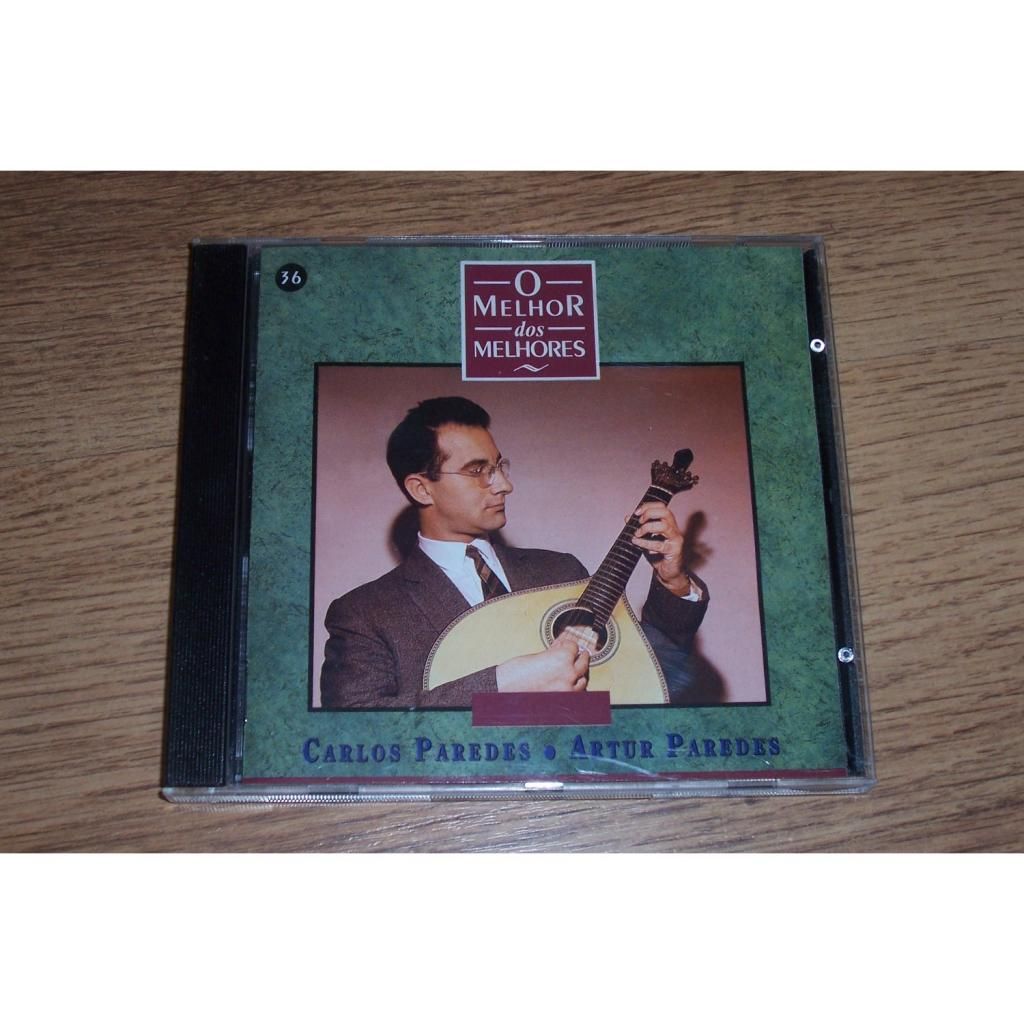 36
O
MELHOR
dos
MELHORES
CARLOS PAREDES • ARTUR PAREDES